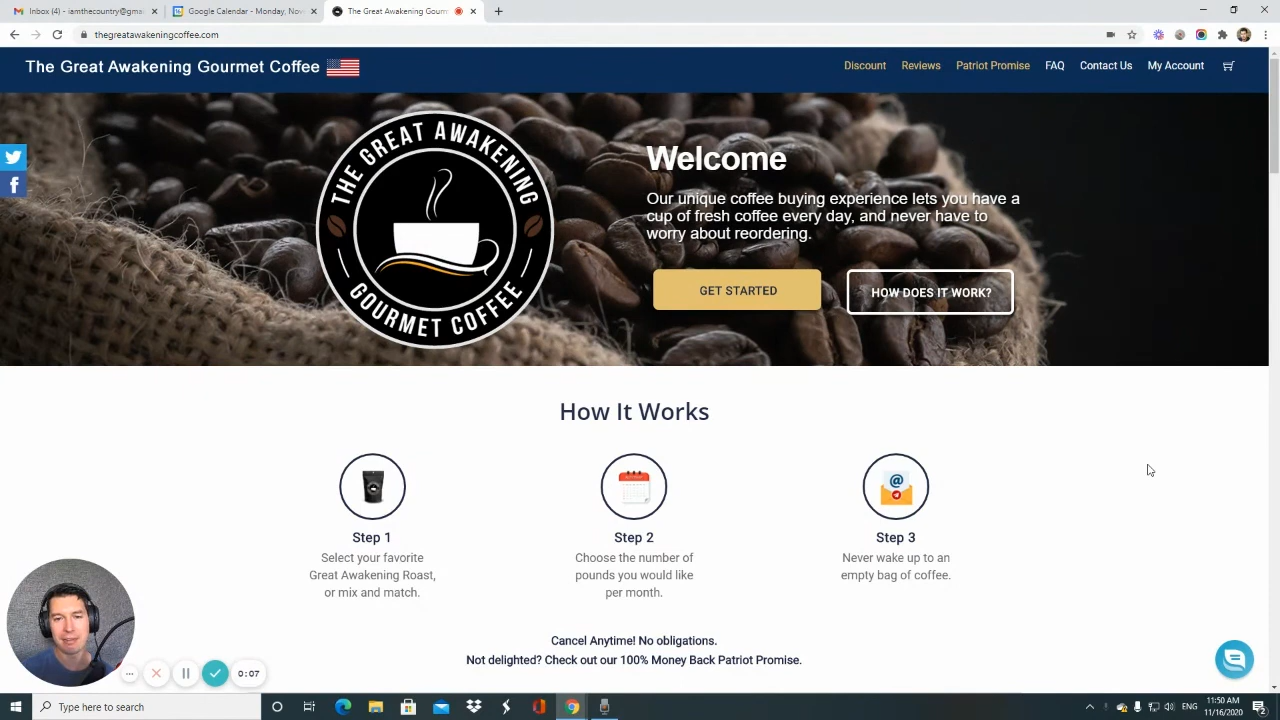 Inbox (6) - iamthecountry@gm
Google Calendar - Monday, Nov
The Great Awakening Gourm
thegreatawakeningcoffee.com
The Great Awakening Gourmet Coffee
Discount
Reviews
Patriot Promise
FAQ
Contact Us
My Account
THE GREAT AWAKENING
GOURMET COFFEE
Welcome
Our unique coffee buying experience lets you have a
cup of fresh coffee every day, and never have to
worry about reordering.
GET STARTED
HOW DOES IT WORK?
How It Works
Step 1
Select your favorite
Great Awakening Roast,
or mix and match.
Step 2
Choose the number of
pounds you would like
per month.
Step 3
Never wake up to an
empty bag of coffee.
Cancel Anytime! No obligations.
Not delighted? Check out our 100% Money Back Patriot Promise.
0:07
Type here to search
ENG
11:50 AM
11/16/2020
2